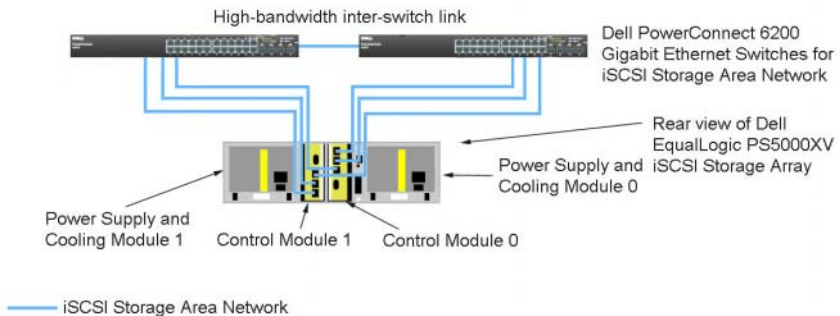 High-bandwidth inter-switch link
Dell PowerConnect 6200
Gigabit Ethernet Switches for
iSCSI Storage Area Network
Rear view of Dell
EqualLogic PS5000XV
iSCSI Storage Array
Power Supply and
Cooling Module 0
Power Supply and
Cooling Module 1
Control Module 1
Control Module 0
iSCSI Storage Area Network